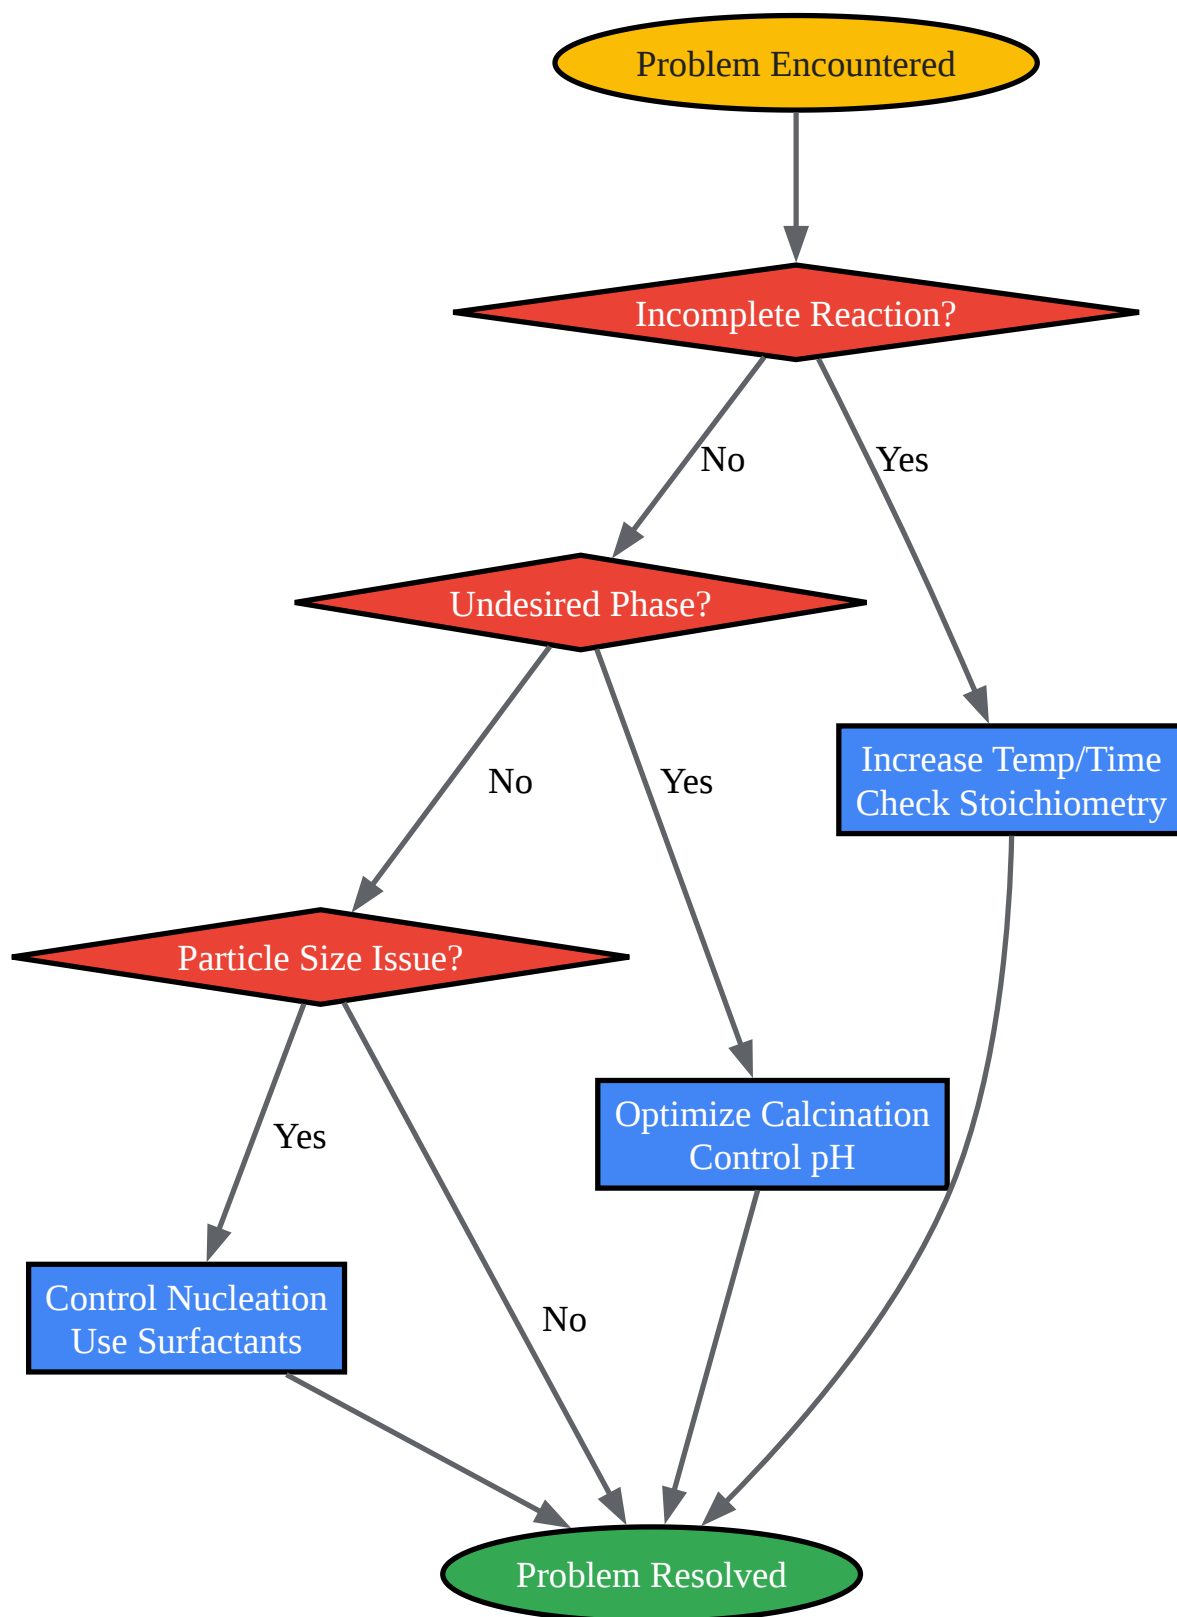 Problem Encountered
Incomplete Reaction?
No
Yes
Undesired Phase?
No
Yes
Increase Temp/Time
Check Stoichiometry
Particle Size Issue?
Yes
No
Optimize Calcination
Control pH
Control Nucleation
Use Surfactants
Problem Resolved